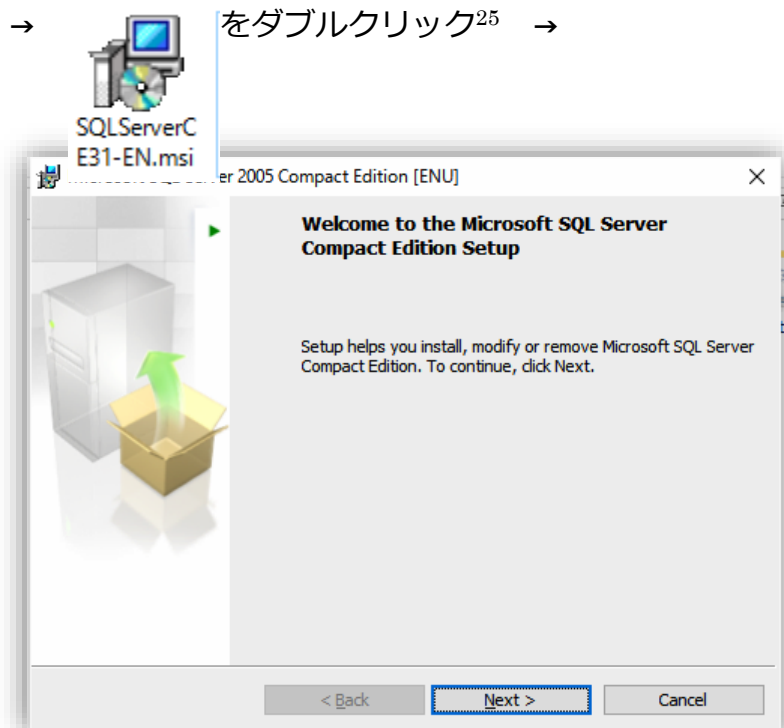 → をダブルクリック25 →
SQLServerC
E31-EN.msi
er 2005 Compact Edition [ENU]
Welcome to the Microsoft SQL Server
Compact Edition Setup
Setup helps you install, modify or remove Microsoft SQL Server
Compact Edition. To continue, click Next.
< Back Next > Cancel